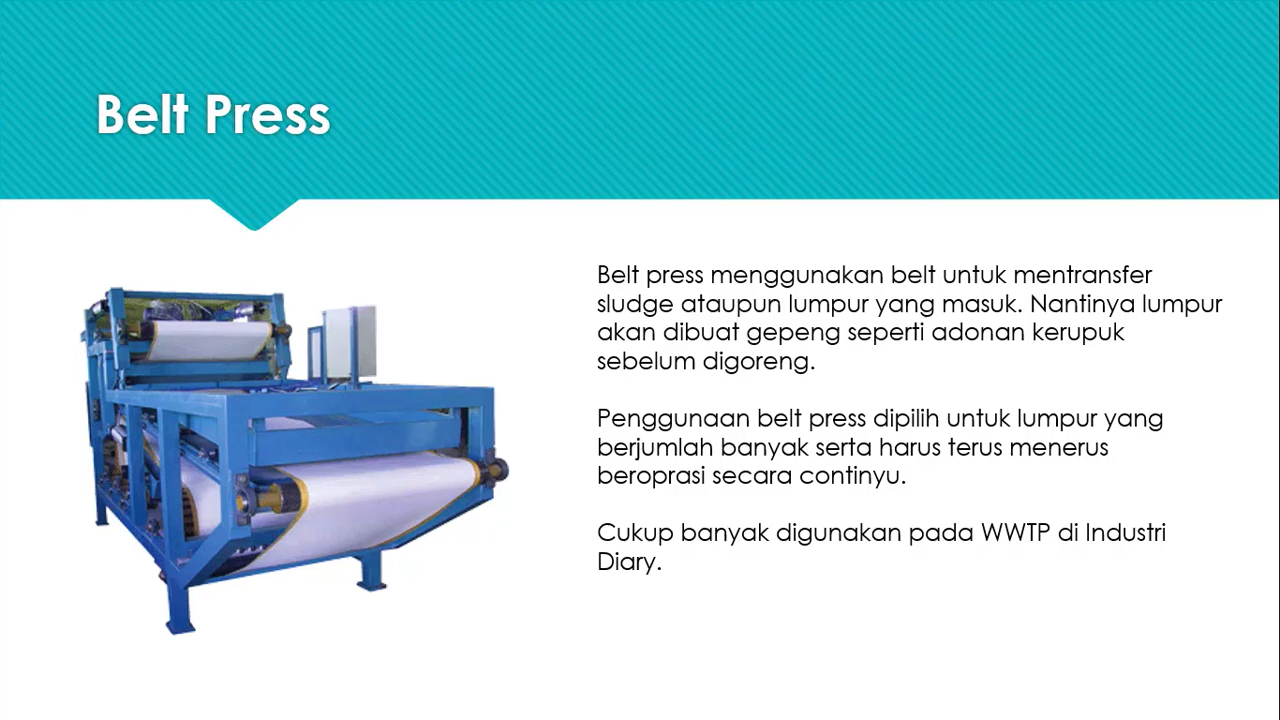 Belt Press
Belt press menggunakan belt untuk mentransfer
sludge ataupun lumpur yang masuk. Nantinya lumpur
akan dibuat gepeng seperti adonan kerupuk
sebelum digoreng.
Penggunaan belt press dipilih untuk lumpur yang
berjumlah banyak serta harus terus menerus
beroprasi secara continyu.
Cukup banyak digunakan pada WWTP di Industri
Diary.